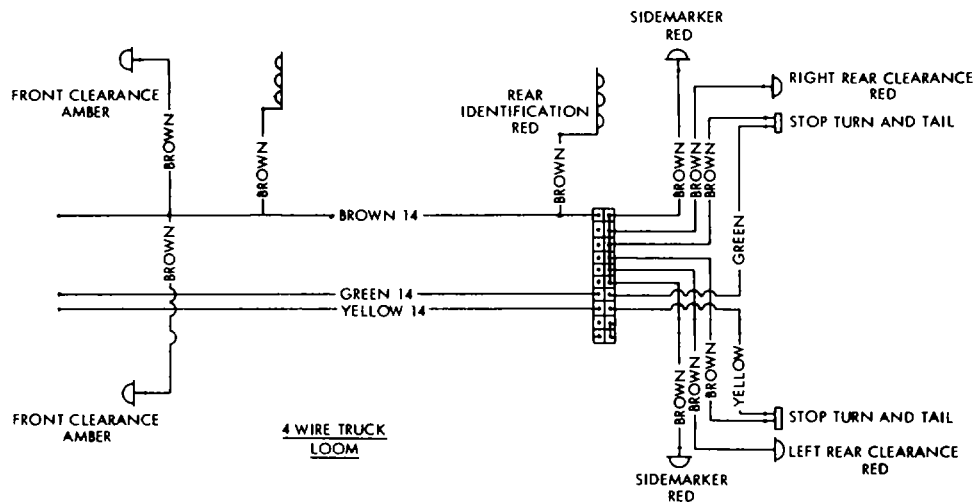 SIDEMARKER
RED
FRONT CLEARANCE
AMBER
REAR
IDENTIFICATION
RED
RIGHT REAR CLEARANCE
RED
STOP TURN AND TAIL
BROWN
BROWN
BROWN
BROWN
BROWN
BROWN
BROWN 14
BROWN
GREEN
GREEN 14
YELLOW 14
BROWN
BROWN
BROWN
YELLOW
FRONT CLEARANCE
AMBER
4 WIRE TRUCK
LOOM
STOP TURN AND TAIL
LEFT REAR CLEARANCE
RED
SIDEMARKER
RED